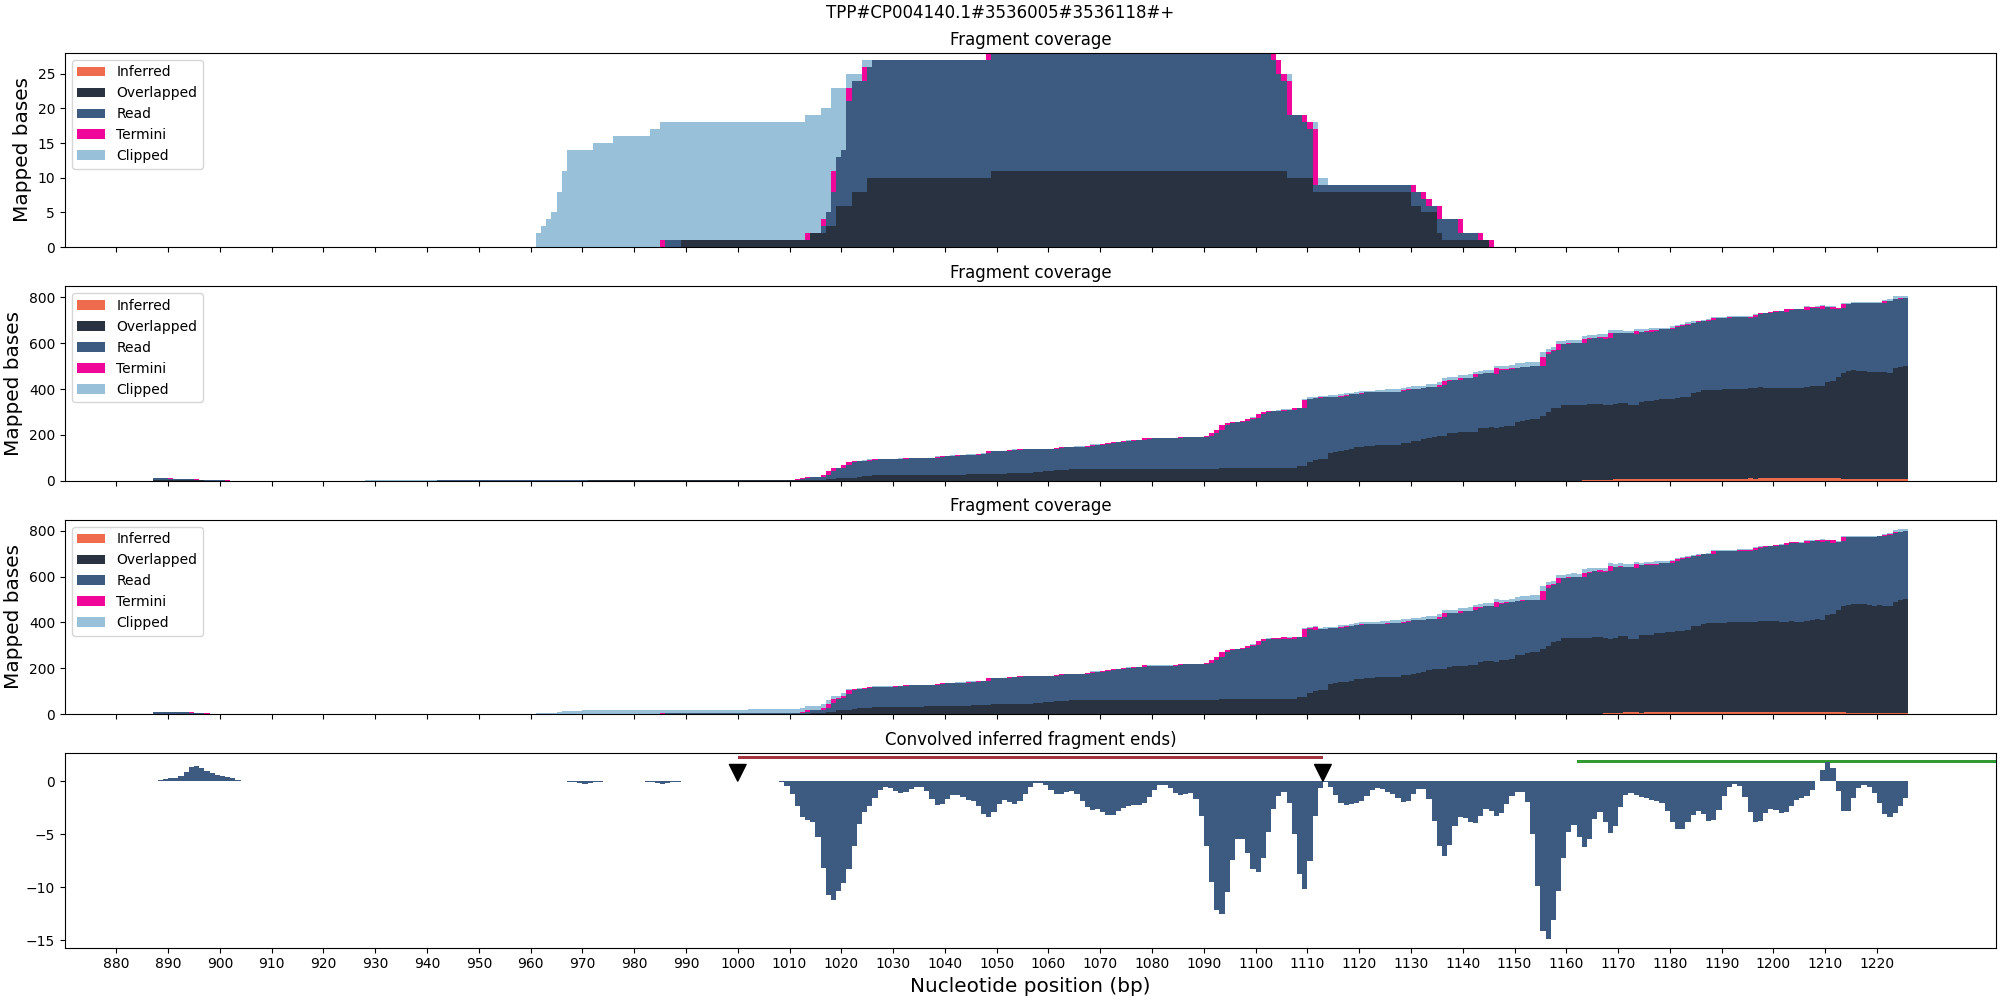 TPP#CP004140.1#3536005#3536118#+
Fragment coverage
Mapped bases
25
20
15
10
5
0
Inferred
Overlapped
Read
Termini
Clipped
Fragment coverage
Mapped bases
800
600
400
200
0
Inferred
Overlapped
Read
Termini
Clipped
Fragment coverage
Mapped bases
800
600
400
200
0
Inferred
Overlapped
Read
Termini
Clipped
Convolved inferred fragment ends)
0
−5
−10
−15
880 890 900 910 920 930 940 950 960 970 980 990 1000 1010 1020 1030 1040 1050 1060 1070 1080 1090 1100 1110 1120 1130 1140 1150 1160 1170 1180 1190 1200 1210 1220
Nucleotide position (bp)